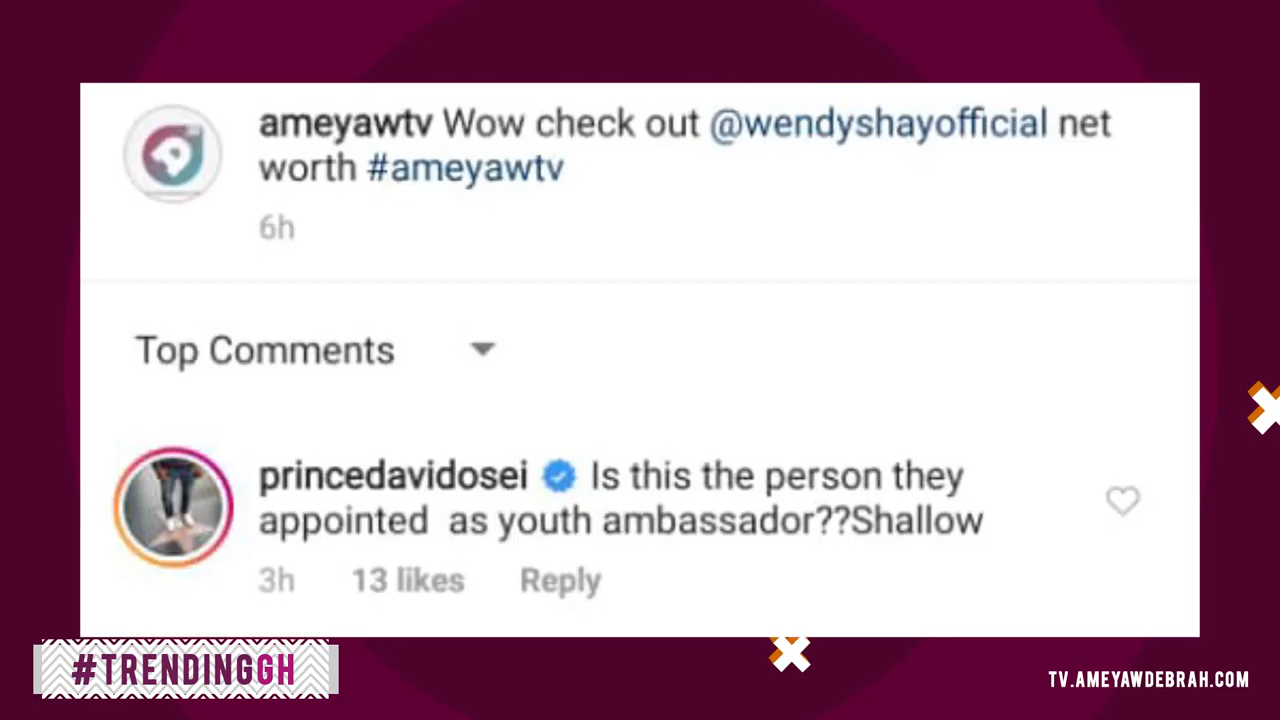 ameyawtv Wow check out @wendyshayofficial net
worth #ameyawtv
6h
Top Comments
princedavidosei Is this the person they
appointed as youth ambassador??Shallow
3h 13 likes Reply
#TRENDINGGH
TV.AMEYAWDEBRAH.COM